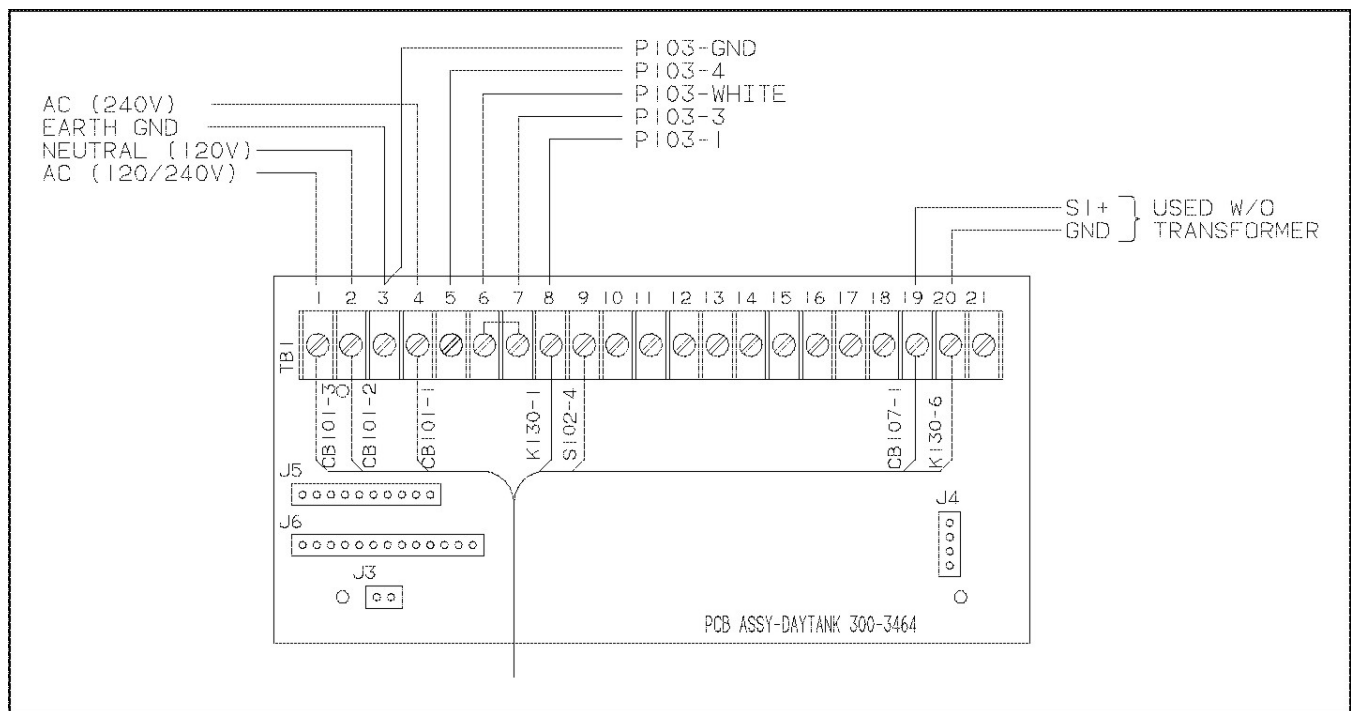 P103-GND
P103-4
P103-WHITE
P103-3
P103-1
AC (240V)
EARTH GND
NEUTRAL (120V)
AC (120/240V)
S1+ USED W/O
GND TRANSFORMER
1 2 3 4 5 6 7 8 9 10 11 12 13 14 15 16 17 18 19 20 21
TB1
CB101-3
CB101-2
CB101-1
K130-1
S102-4
CB107-1
K130-6
J5
J6
J3
J4
PCB ASSY-DAYTANK 300-3464